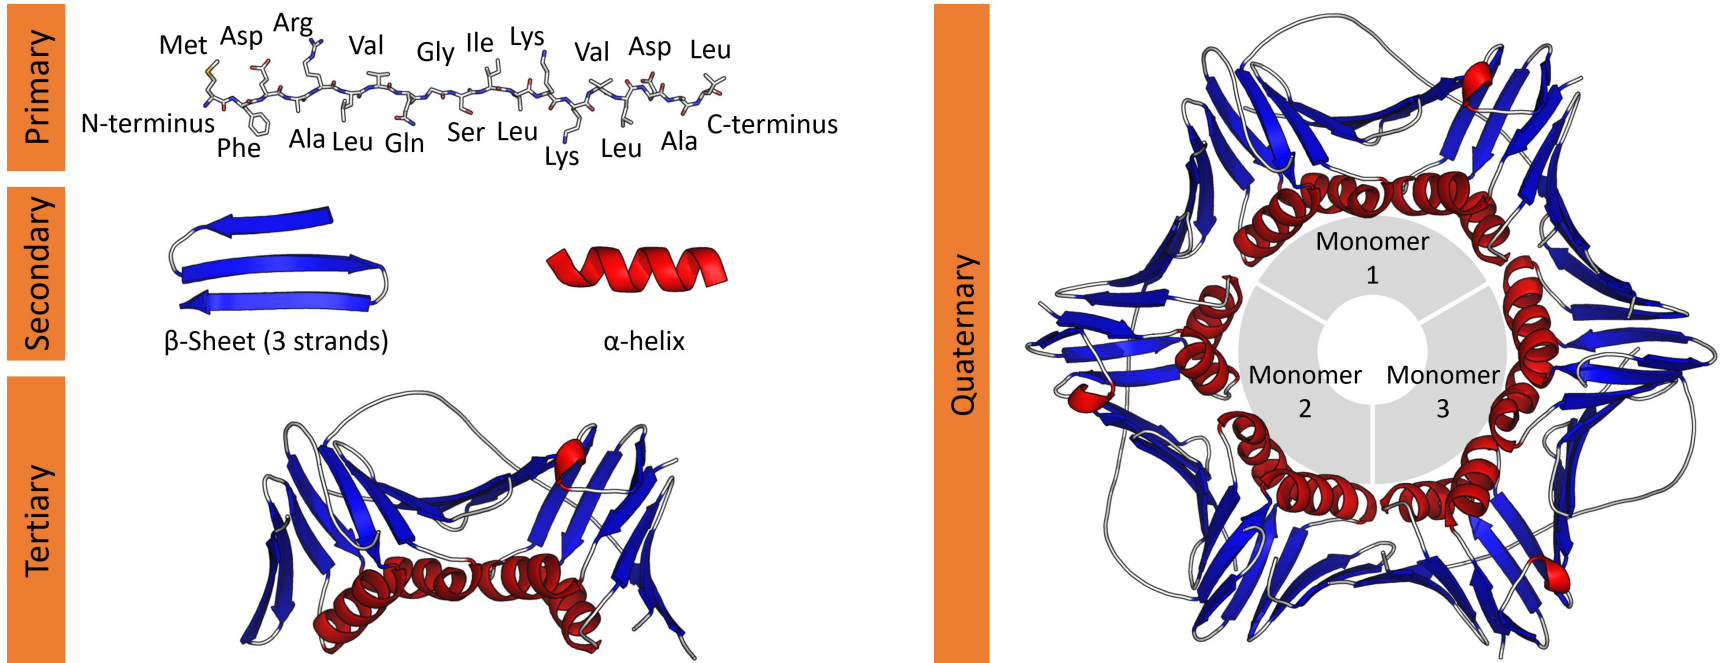 Primary
Met Asp Arg Val Gly Ile Lys Val Asp Leu
N-terminus Phe Ala Leu Gln Ser Leu Lys Leu Ala C-terminus
Secondary
β-Sheet (3 strands)
α-helix
Tertiary
Quaternary
Monomer
1
Monomer
2
Monomer
3